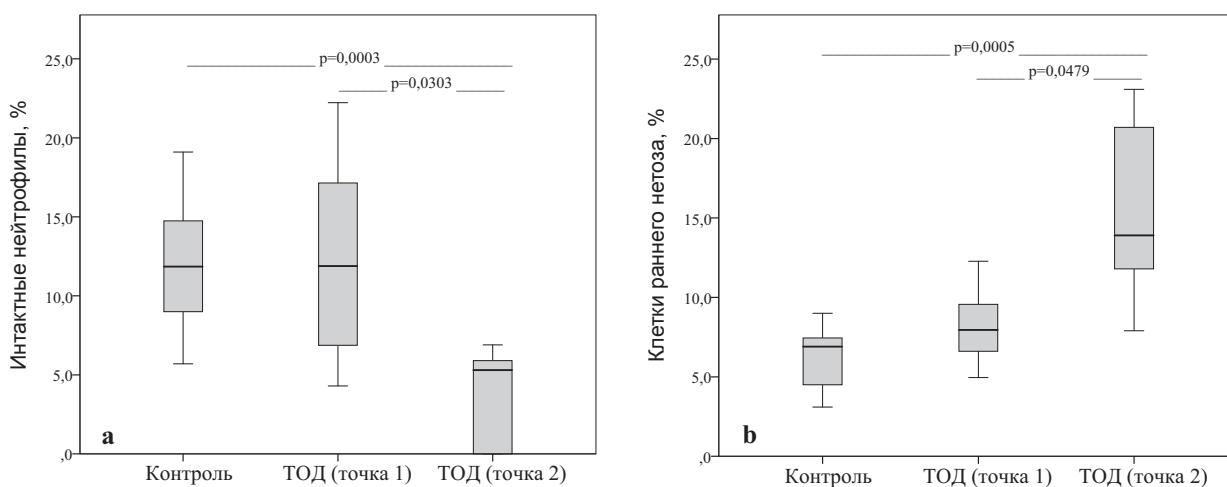 Интактные нейтрофилы, %
25,0
20,0
15,0
10,0
5,0
,0
p=0,0003
p=0,0303
a
Контроль
ТОД (точка 1)
ТОД (точка 2)
Клетки раннего нетоза, %
25,0
20,0
15,0
10,0
5,0
,0
p=0,0005
p=0,0479
b
Контроль
ТОД (точка 1)
ТОД (точка 2)